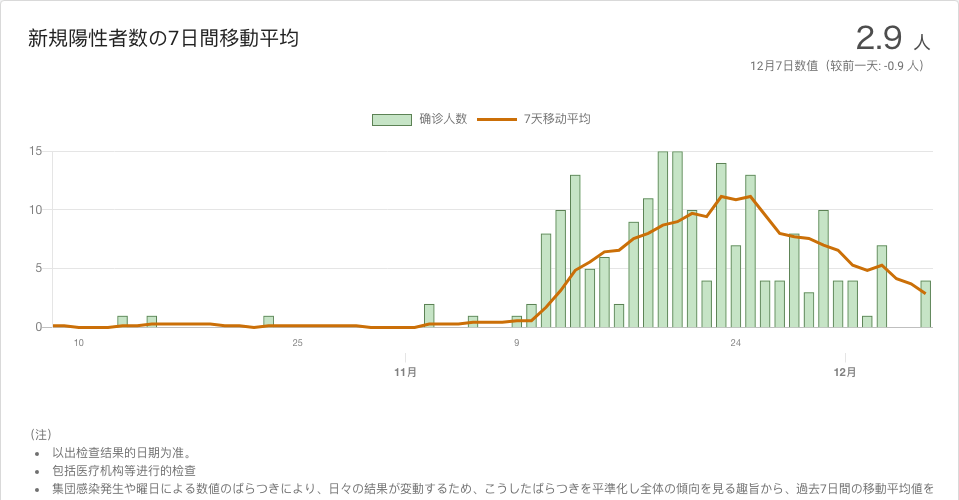 新規陽性者数の7日間移動平均
2.9 人
12月7日数值（较前一天: -0.9 人）
确诊人数 7天移动平均
15
10
5
0
10 25 9 24
11月 12月
（注）
• 以出检查结果的日期为准。
• 包括医疗机构等进行的检查
• 集団感染発生や曜日による数値のばらつきにより、日々の結果が変動するため、こうしたばらつきを平準化し全体の傾向を見る趣旨から、過去7日間の移動平均値を